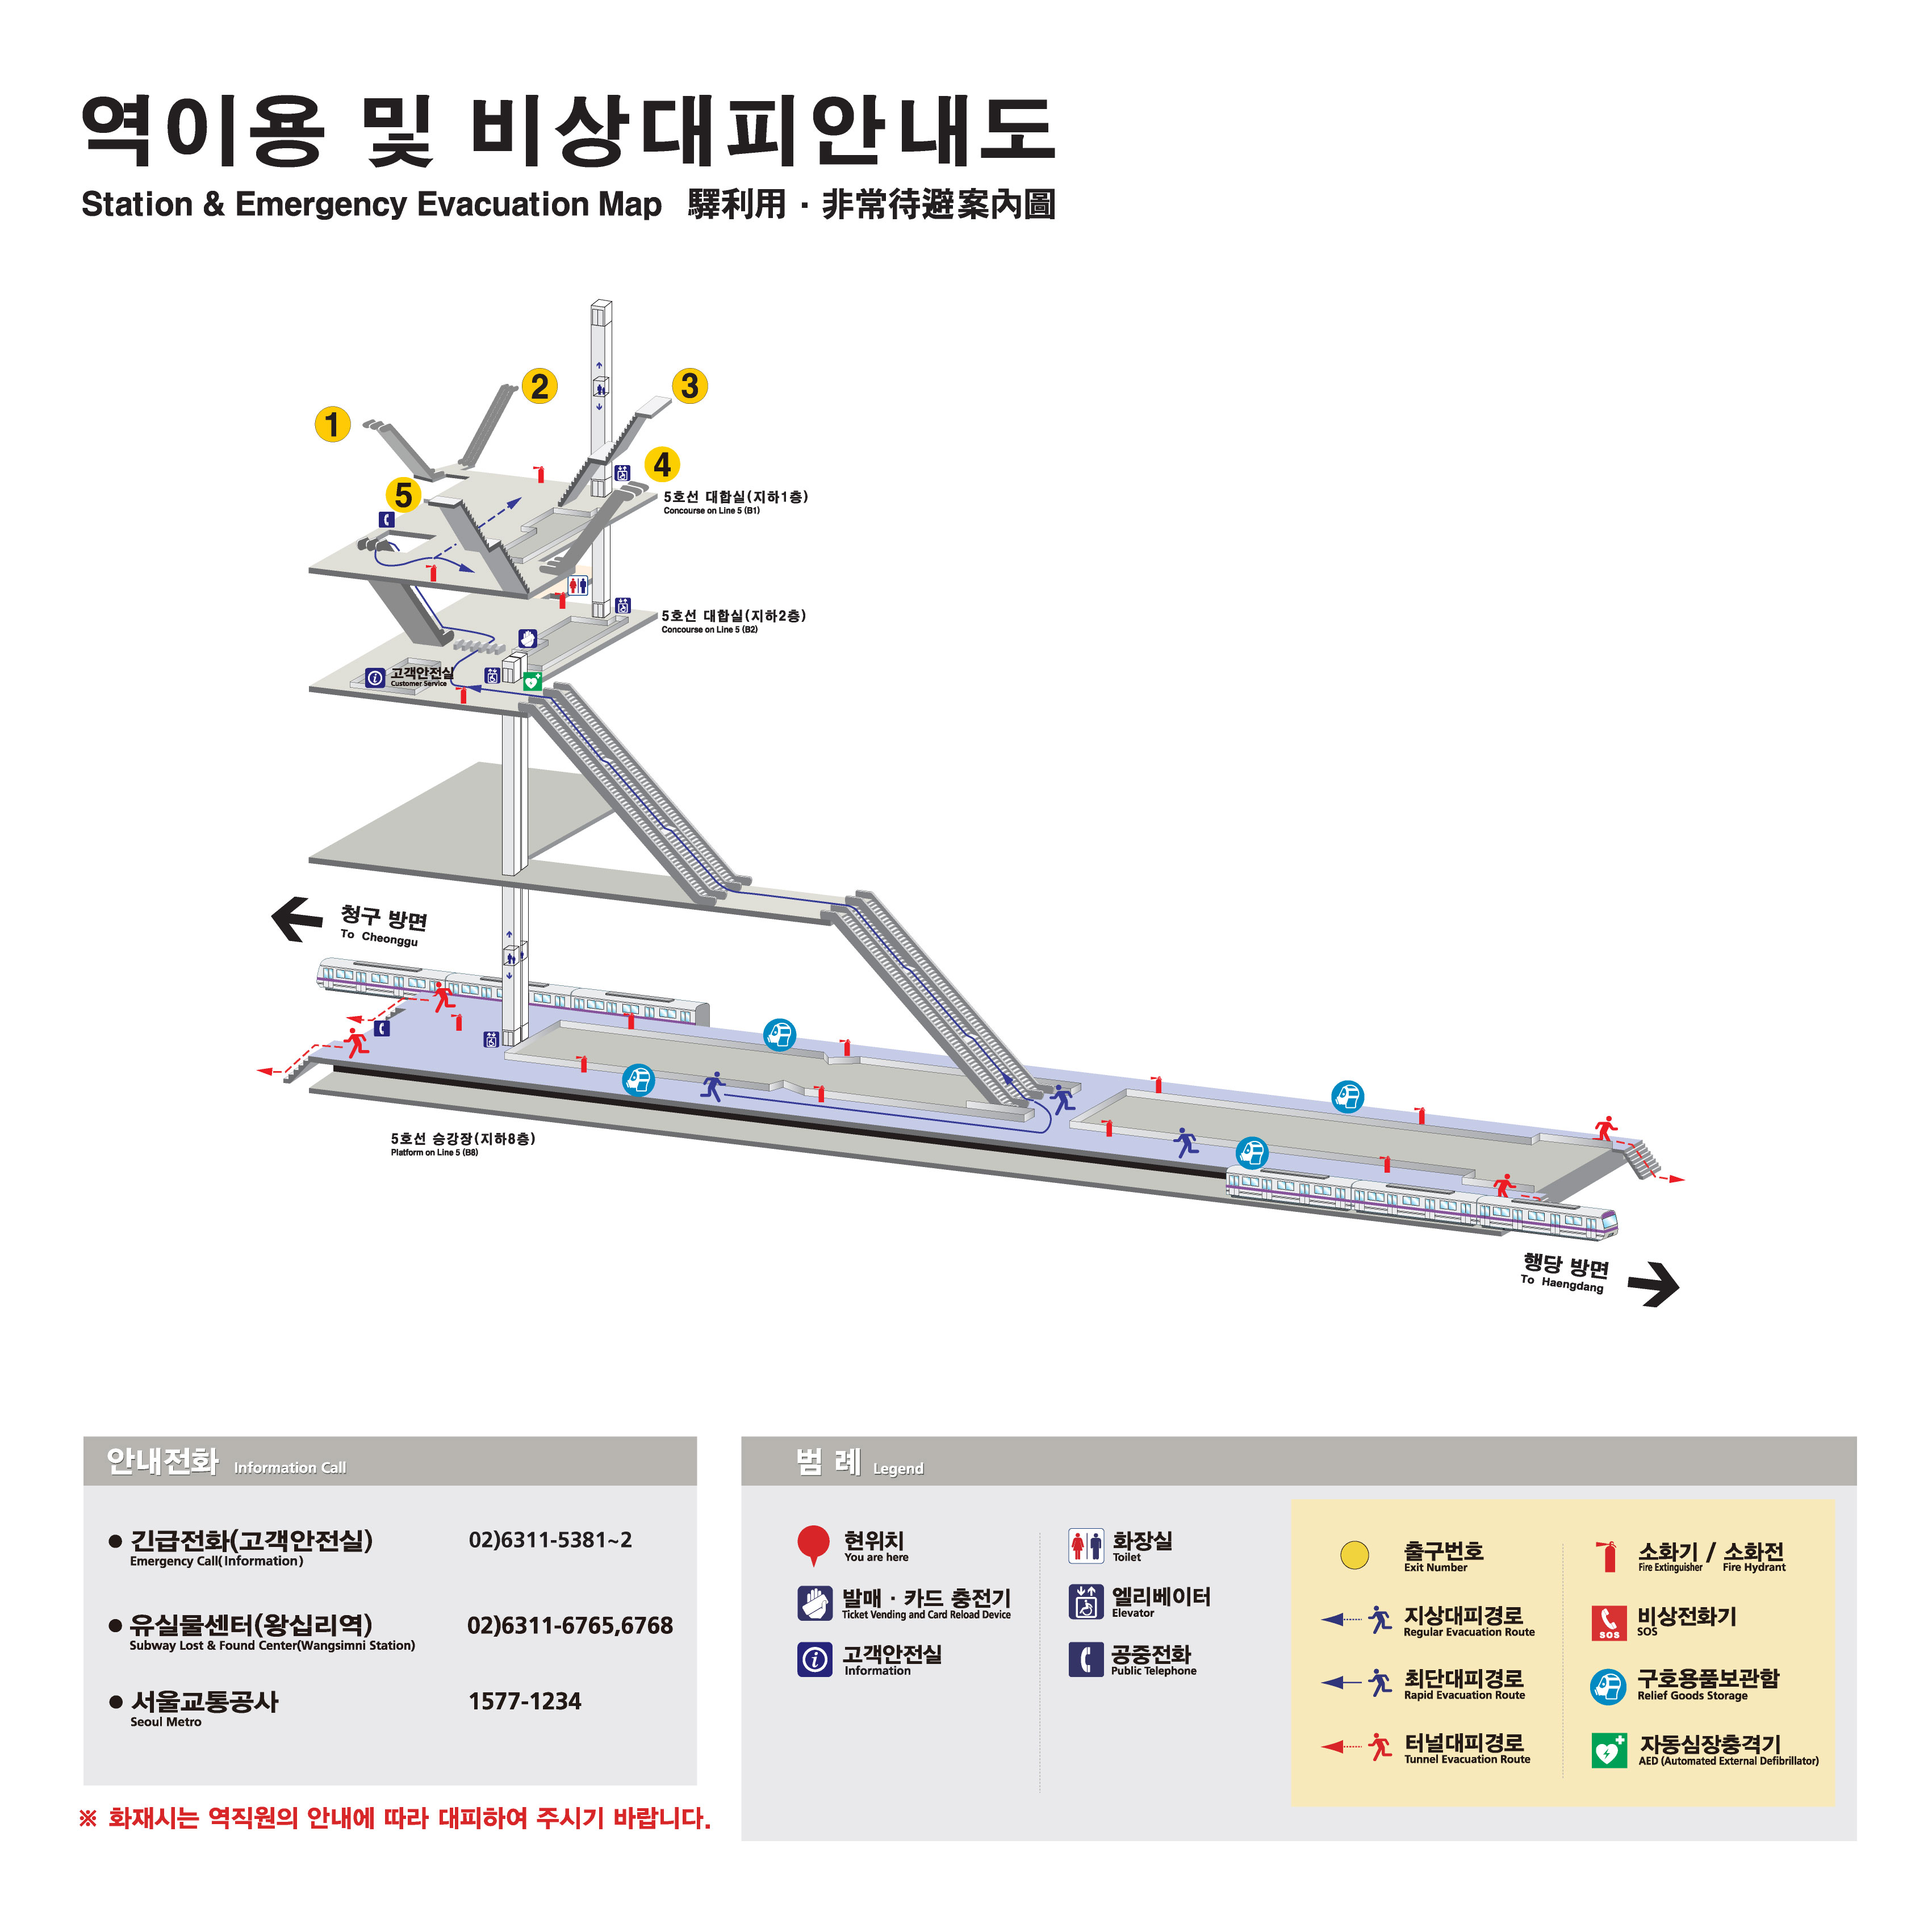 역이용 및 비상대피안내도
Station & Emergency Evacuation Map 驛利用 · 非常待避案內圖
1
2
3
4
5
5호선 대합실(지하1층)
Concourse on Line 5 (B1)
5호선 대합실(지하2층)
Concourse on Line 5 (B2)
고객안전실
Customer Service
청구 방면
To Cheonggu
5호선 승강장(지하8층)
Platform on Line 5 (B8)
행당 방면
To Haengdang
안내전화 Information Call
● 긴급전화(고객안전실) 02)6311-5381~2
Emergency Call(Information)
● 유실물센터(왕십리역) 02)6311-6765,6768
Subway Lost & Found Center(Wangsimni Station)
● 서울교통공사 1577-1234
Seoul Metro
※ 화재시는 역직원의 안내에 따라 대피하여 주시기 바랍니다.
범 례 Legend
현위치
You are here
발매 · 카드 충전기
Ticket Vending and Card Reload Device
고객안전실
Information
화장실
Toilet
엘리베이터
Elevator
공중전화
Public Telephone
출구번호
Exit Number
지상대피경로
Regular Evacuation Route
최단대피경로
Rapid Evacuation Route
터널대피경로
Tunnel Evacuation Route
소화기 / 소화전
Fire Extinguisher Fire Hydrant
SOS
비상전화기
SOS
구호용품보관함
Relief Goods Storage
자동심장충격기
AED (Automated External Defibrillator)